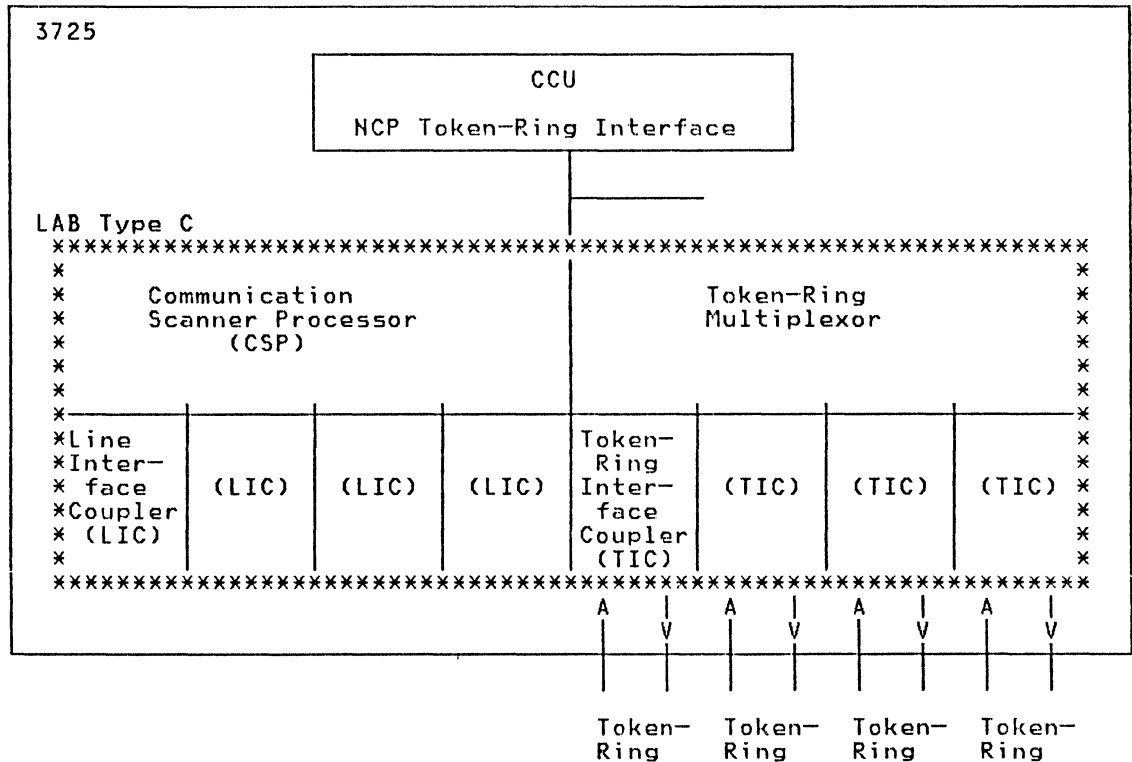 3725
CCU
NCP Token-Ring Interface
LAB Type C
Communication
Scanner Processor
(CSP)
Token-Ring
Multiplexor
Line
Inter-
face
Coupler
(LIC)
(LIC)
(LIC)
(LIC)
Token-
Ring
Inter-
face
Coupler
(TIC)
(TIC)
(TIC)
(TIC)
A
V
A
V
A
V
A
V
Token-
Ring
Token-
Ring
Token-
Ring
Token-
Ring